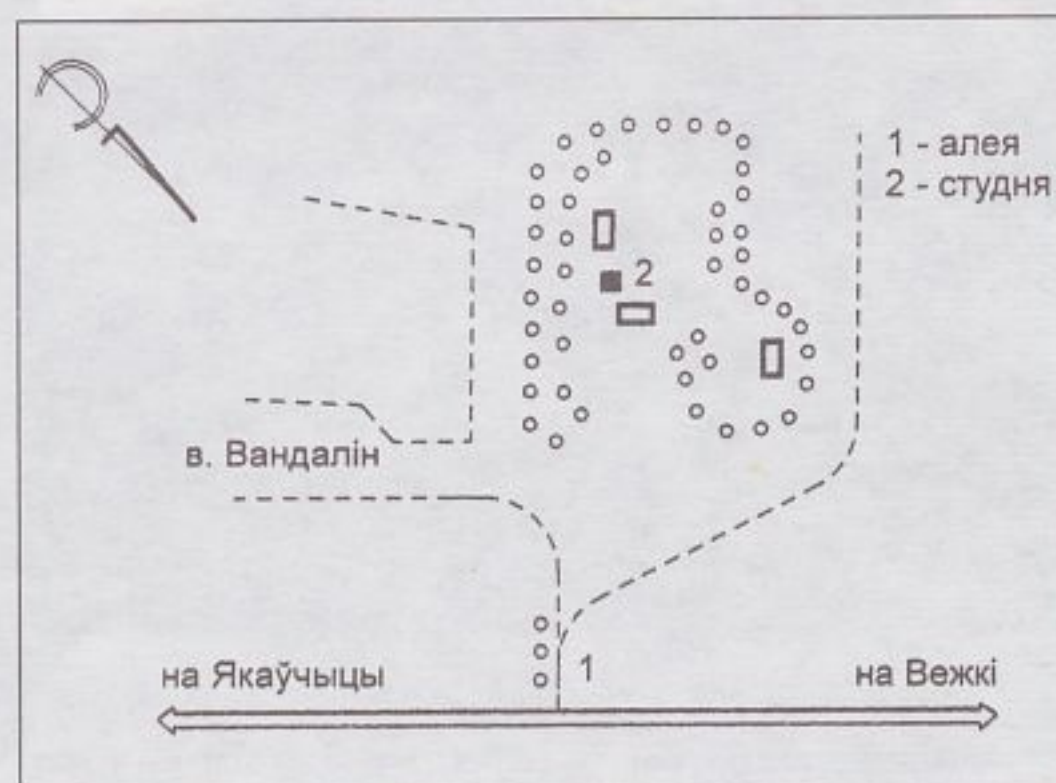 1 - алея
2 - студня
2
в. Вандалін
на Якаўчыцы
1
на Вежкі